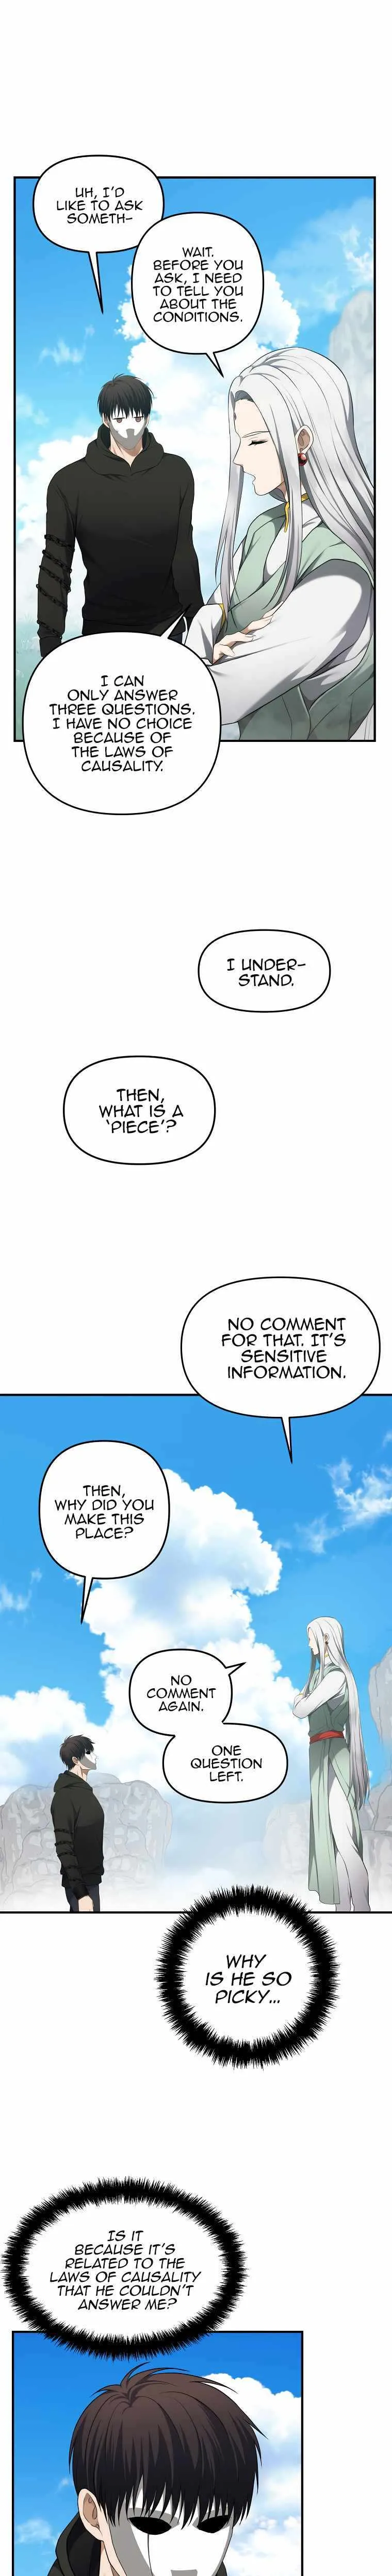 UH, I'D
LIKE TO ASK
SOMETH-
WAIT.
BEFORE YOU
ASK, I NEED
TO TELL YOU
ABOUT THE
CONDITIONS.
I CAN
ONLY ANSWER
THREE QUESTIONS.
I HAVE NO CHOICE
BECAUSE OF
THE LAWS OF
CAUSALITY.
I UNDER-
STAND.
THEN,
WHAT IS A
'PIECE'?
NO COMMENT
FOR THAT. IT'S
SENSITIVE
INFORMATION.
THEN,
WHY DID YOU
MAKE THIS
PLACE?
NO
COMMENT
AGAIN.
ONE
QUESTION
LEFT.
WHY
IS HE SO
PICKY...
IS IT
BECAUSE IT'S
RELATED TO THE
LAWS OF CAUSALITY
THAT HE COULDN'T
ANSWER ME?